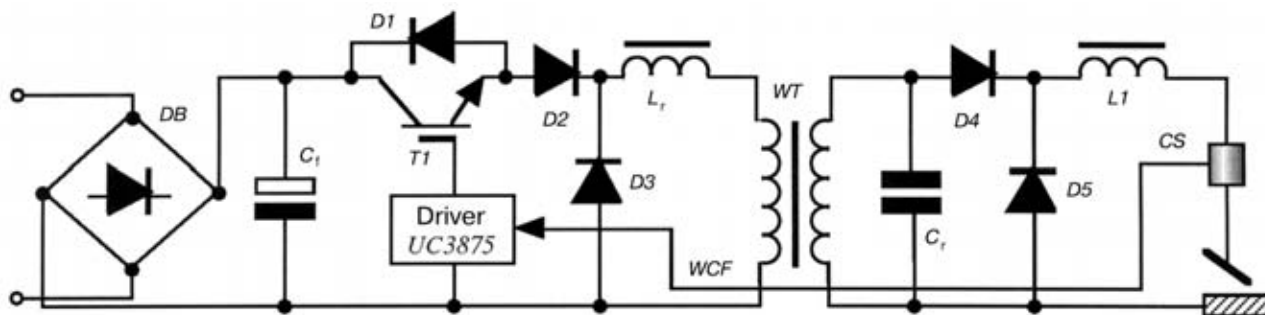 D1
DB
C1
T1
D2
Lr
WT
D4
L1
CS
D3
D5
Driver
UC3875
Cr
WCF